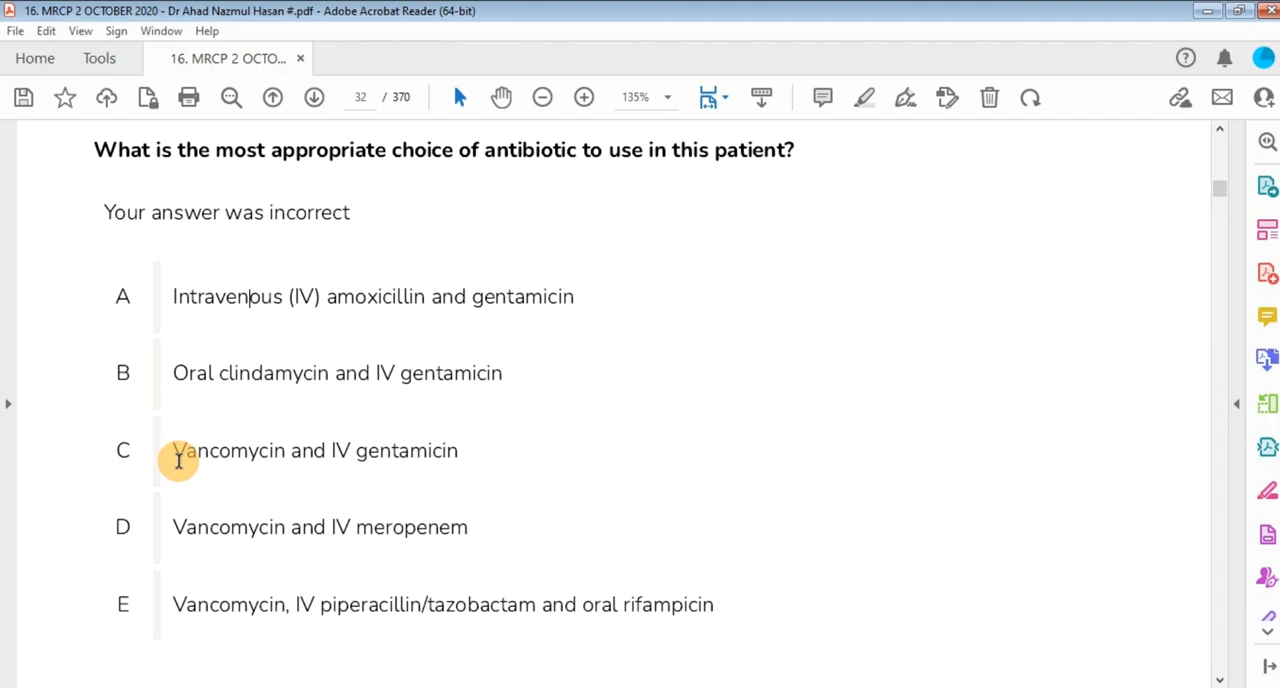 16. MRCP 2 OCTOBER 2020 - Dr Ahad Nazmul Hasan #.pdf - Adobe Acrobat Reader (64-bit)
File Edit View Sign Window Help
Home Tools 16. MRCP 2 OCTO... ×
32 / 370 135%
What is the most appropriate choice of antibiotic to use in this patient?
Your answer was incorrect
A Intravenous (IV) amoxicillin and gentamicin
B Oral clindamycin and IV gentamicin
C Vancomycin and IV gentamicin
D Vancomycin and IV meropenem
E Vancomycin, IV piperacillin/tazobactam and oral rifampicin